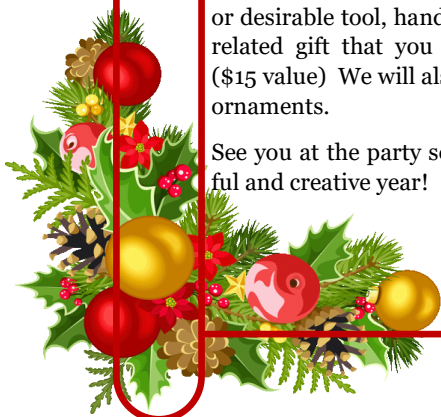 or desirable tool, hand
related gift that you
($15 value) We will als
ornaments.
See you at the party so
ful and creative year!